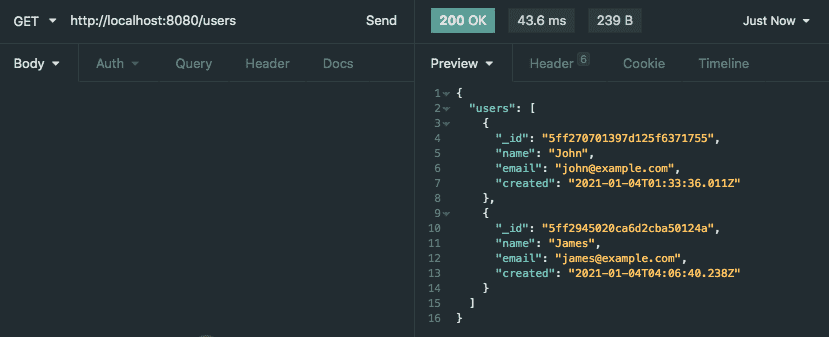 GET http://localhost:8080/users Send 200 OK 43.6 ms 239 B Just Now
Body Auth Query Header Docs Preview Header 6 Cookie Timeline
1 {
2 "users": [
3 {
4 "_id": "5ff270701397d125f6371755",
5 "name": "John",
6 "email": "john@example.com",
7 "created": "2021-01-04T01:33:36.011Z"
8 },
9 {
10 "_id": "5ff2945020ca6d2cba50124a",
11 "name": "James",
12 "email": "james@example.com",
13 "created": "2021-01-04T04:06:40.238Z"
14 }
15 ]
16 }